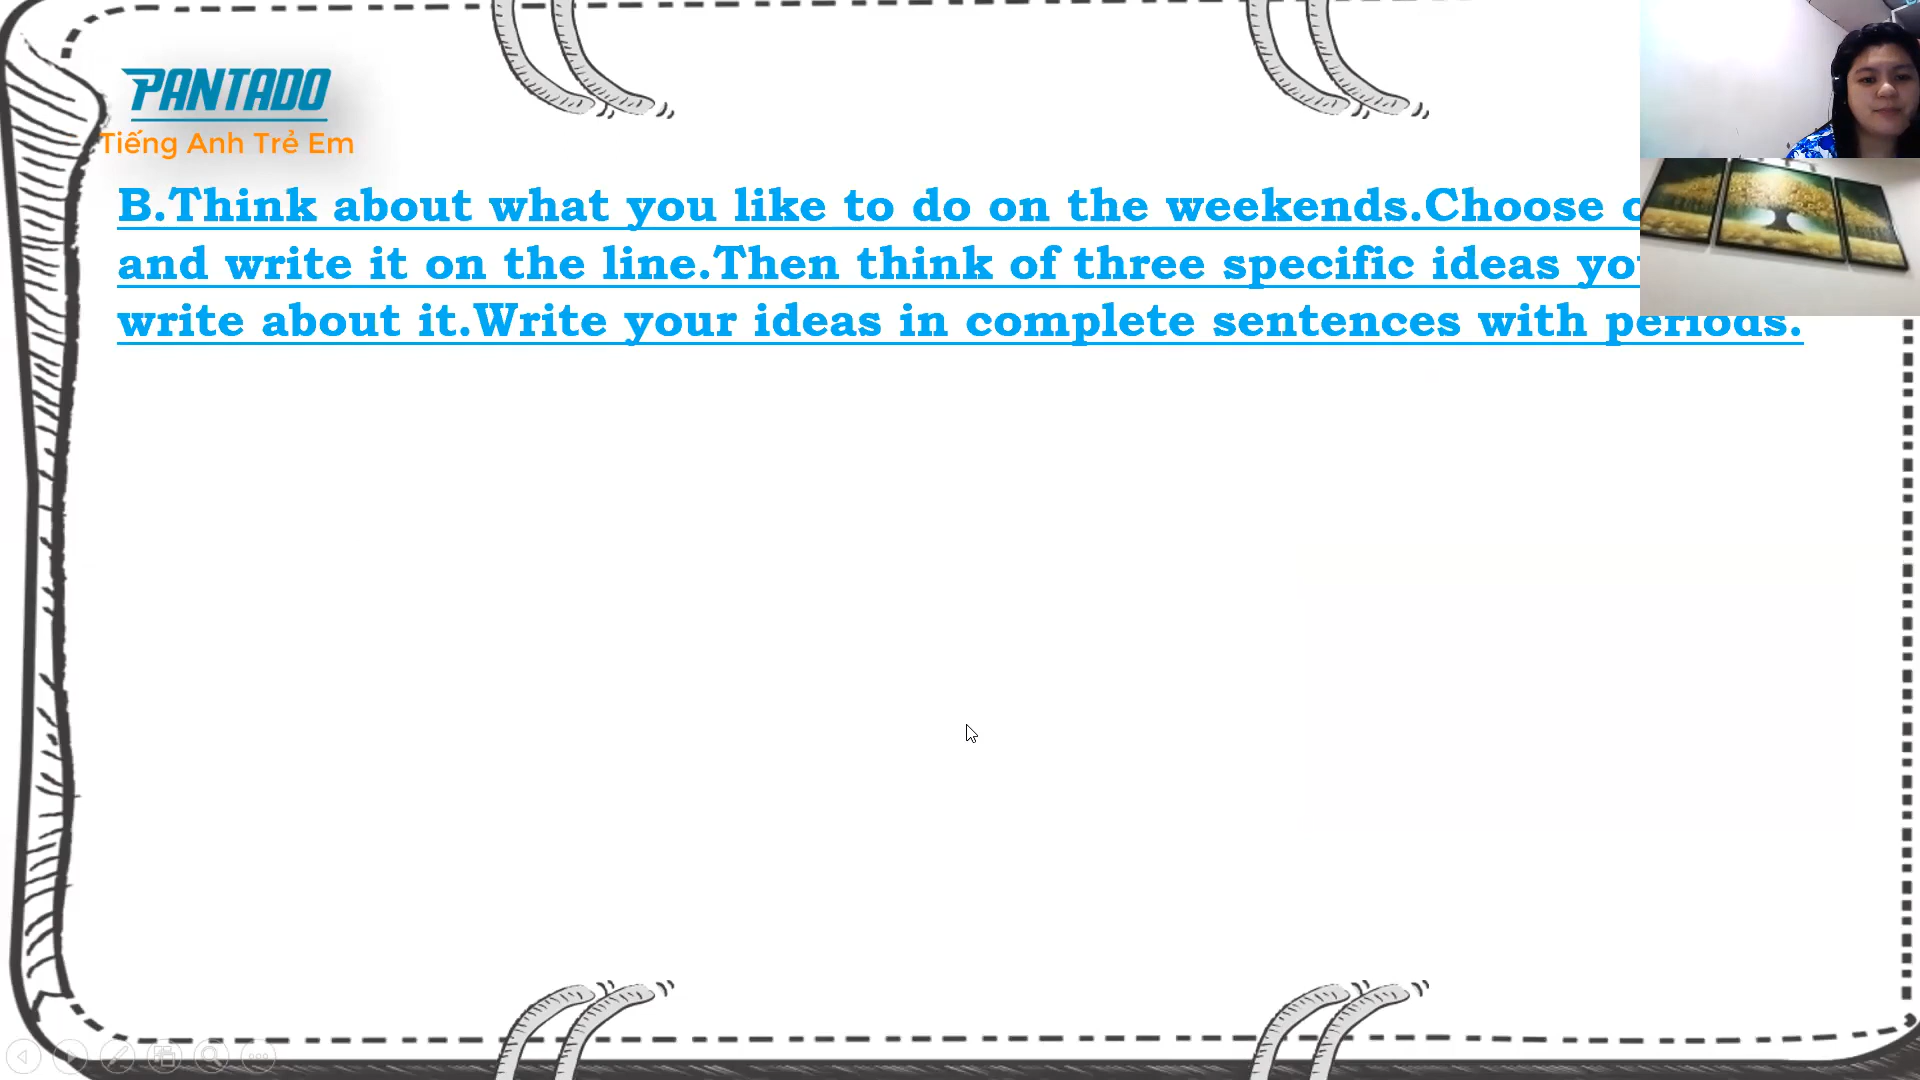 PANTADO
Tiếng Anh Trẻ Em
B.Think about what you like to do on the weekends.Choose
and write it on the line.Then think of three specific ideas
write about it.Write your ideas in complete sentences with periods.